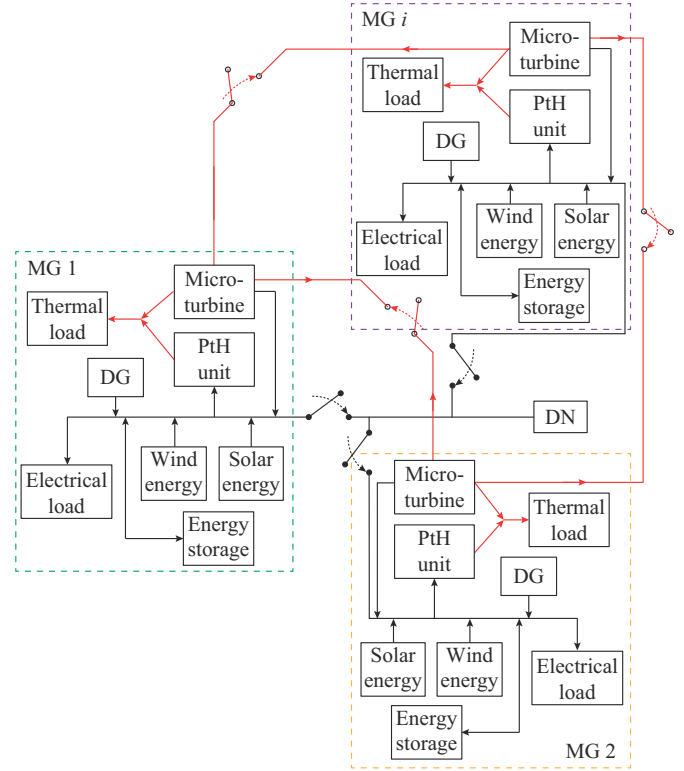 MG i
Micro-
turbine
Thermal
load
PtH
unit
DG
Electrical
load
Wind
energy
Solar
energy
Energy
storage
MG 1
Micro-
turbine
Thermal
load
PtH
unit
DG
Electrical
load
Wind
energy
Solar
energy
Energy
storage
DN
Micro-
turbine
Thermal
load
PtH
unit
DG
Solar
energy
Wind
energy
Electrical
load
Energy
storage
MG 2